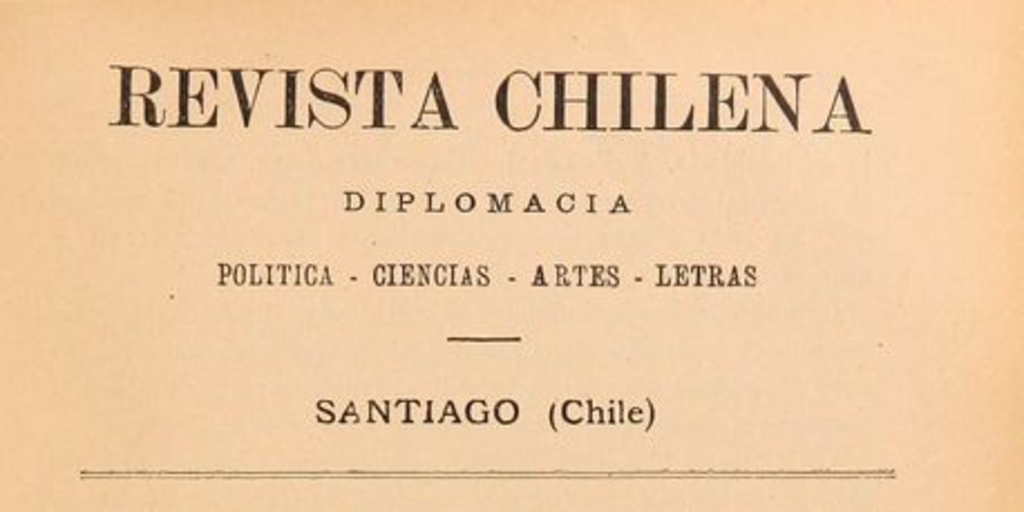 REVISTA CHILENA
DIPLOMACIA
POLITICA - CIENCIAS - ARTES - LETRAS
SANTIAGO (Chile)